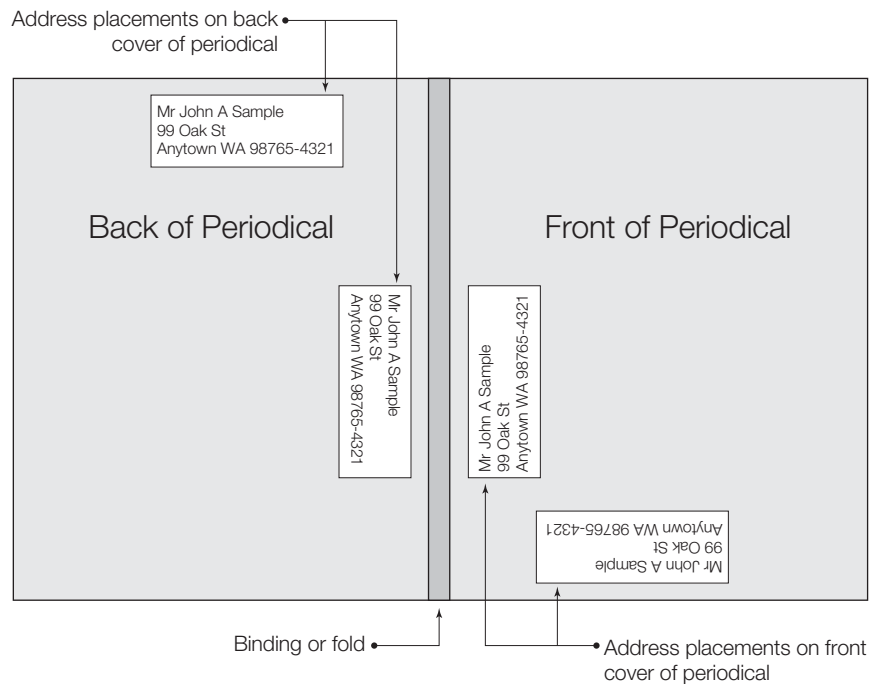 Address placements on back
cover of periodical
Mr John A Sample
99 Oak St
Anytown WA 98765-4321
Back of Periodical
Front of Periodical
Mr John A Sample
99 Oak St
Anytown WA 98765-4321
Mr John A Sample
99 Oak St
Anytown WA 98765-4321
Mr John A Sample
99 Oak St
Anytown WA 98765-4321
Binding or fold
Address placements on front
cover of periodical